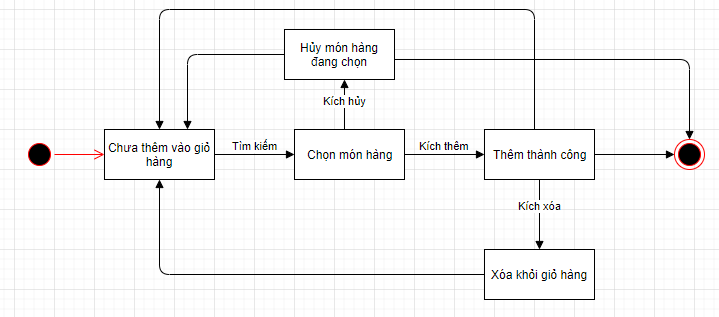 Hủy món hàng
đang chọn
Kích hủy
Chưa thêm vào giỏ
hàng
Tìm kiếm
Chọn món hàng
Kích thêm
Thêm thành công
Kích xóa
Xóa khỏi giỏ hàng